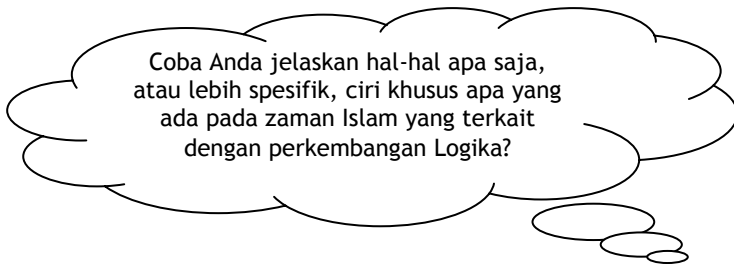 Coba Anda jelaskan hal-hal apa saja,
atau lebih spesifik, ciri khusus apa yang
ada pada zaman Islam yang terkait
dengan perkembangan Logika?